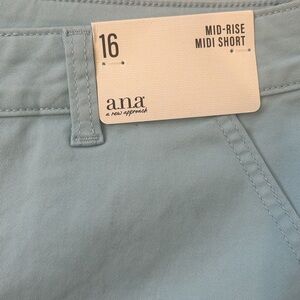 16
MID-RISE
MIDI SHORT
a.n.a
a new approach